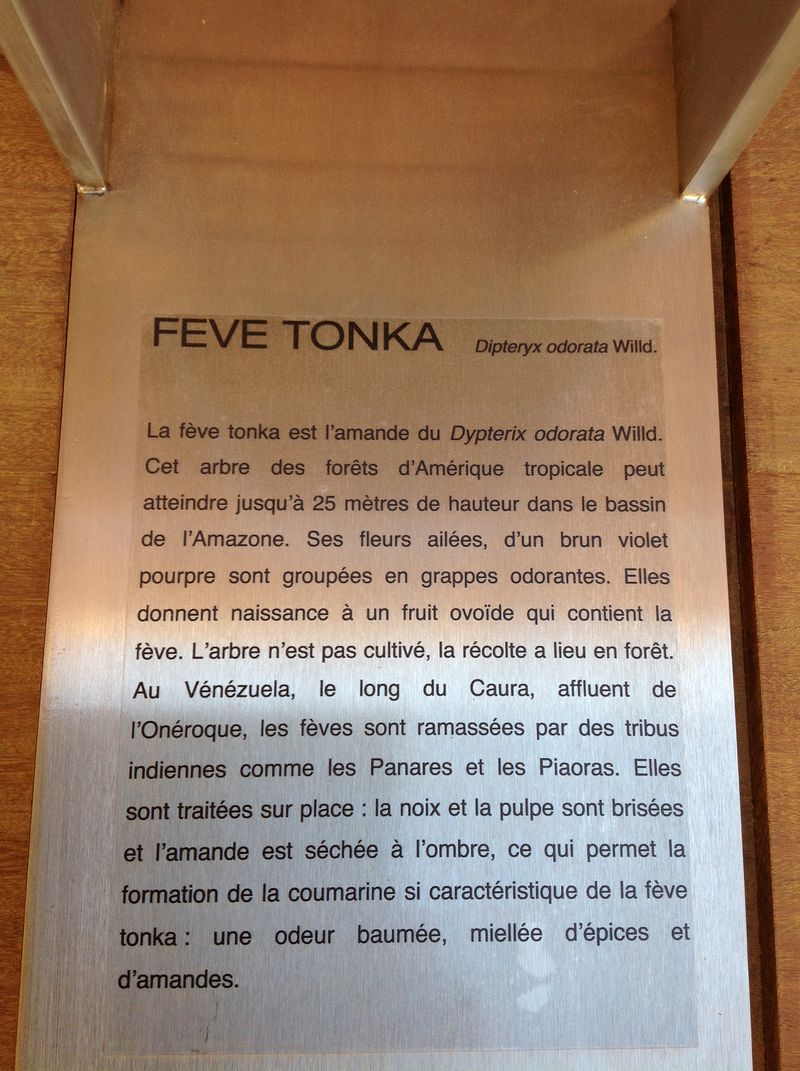 FEVE TONKA Dipteryx odorata Willd.
La fève tonka est l'amande du Dypterix odorata Willd.
Cet arbre des forêts d'Amérique tropicale peut
atteindre jusqu'à 25 mètres de hauteur dans le bassin
de l'Amazone. Ses fleurs ailées, d'un brun violet
pourpre sont groupées en grappes odorantes. Elles
donnent naissance à un fruit ovoïde qui contient la
fève. L'arbre n'est pas cultivé, la récolte a lieu en forêt.
Au Vénézuela, le long du Caura, affluent de
l'Onéroque, les fèves sont ramassées par des tribus
indiennes comme les Panares et les Piaoras. Elles
sont traitées sur place : la noix et la pulpe sont brisées
et l'amande est séchée à l'ombre, ce qui permet la
formation de la coumarine si caractéristique de la fève
tonka : une odeur baumée, miellée d'épices et
d'amandes.